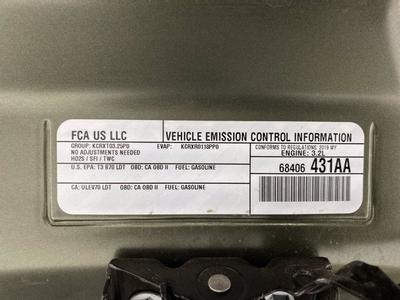 FCA US LLC VEHICLE EMISSION CONTROL INFORMATION
GROUP: KCRXT03.25P0 EVAP: KCRXR0118PP0 CONFORMS TO REGULATIONS: 2019 MY
NO ADJUSTMENTS NEEDED ENGINE: 3.2L
HO2S / SFI / TWC 68406 431AA
U.S. EPA: T3 B70 LDT OBD: CA OBD II FUEL: GASOLINE
CA: ULEV70 LDT OBD: CA OBD II FUEL: GASOLINE